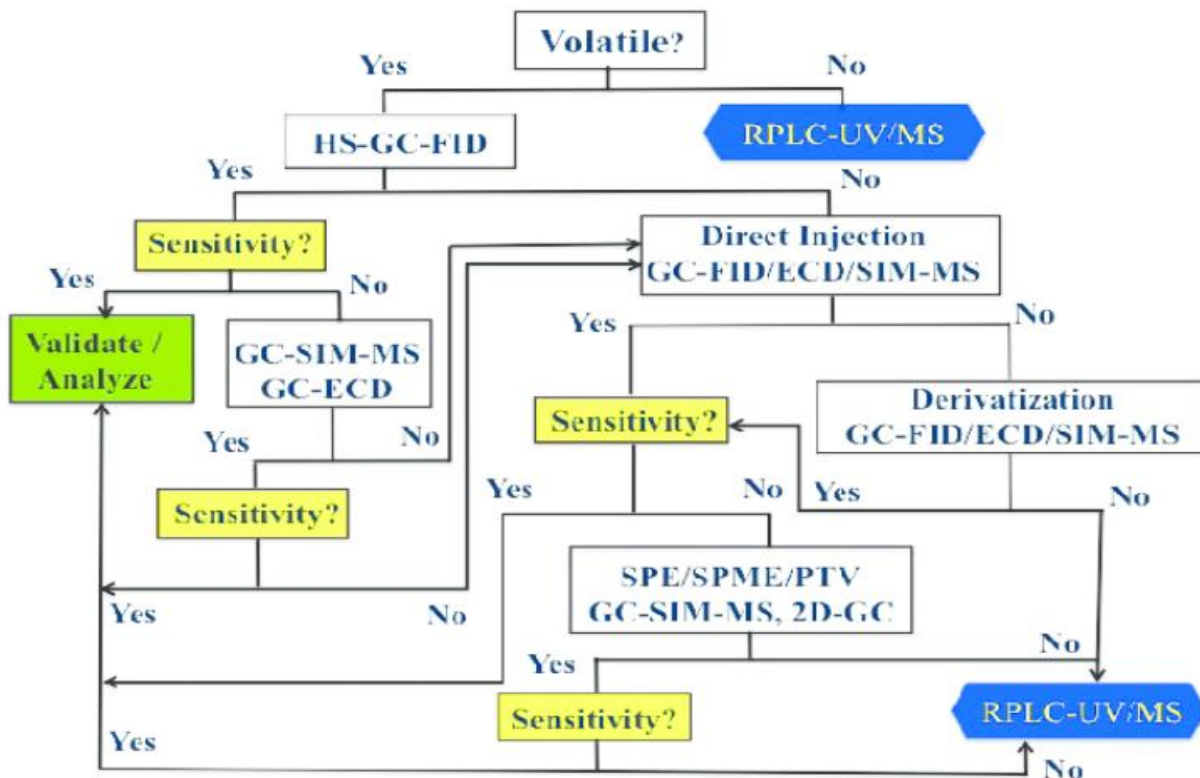 Volatile?
Yes
No
HS-GC-FID
RPLC-UV/MS
Yes
No
Sensitivity?
Direct Injection
GC-FID/ECD/SIM-MS
Yes
No
Validate /
Analyze
GC-SIM-MS
GC-ECD
Yes
No
Sensitivity?
Derivatization
GC-FID/ECD/SIM-MS
Yes
No
Sensitivity?
Yes
No
Yes
No
SPE/SPME/PTV
GC-SIM-MS, 2D-GC
Yes
No
Yes
No
Sensitivity?
RPLC-UV/MS
Yes
No